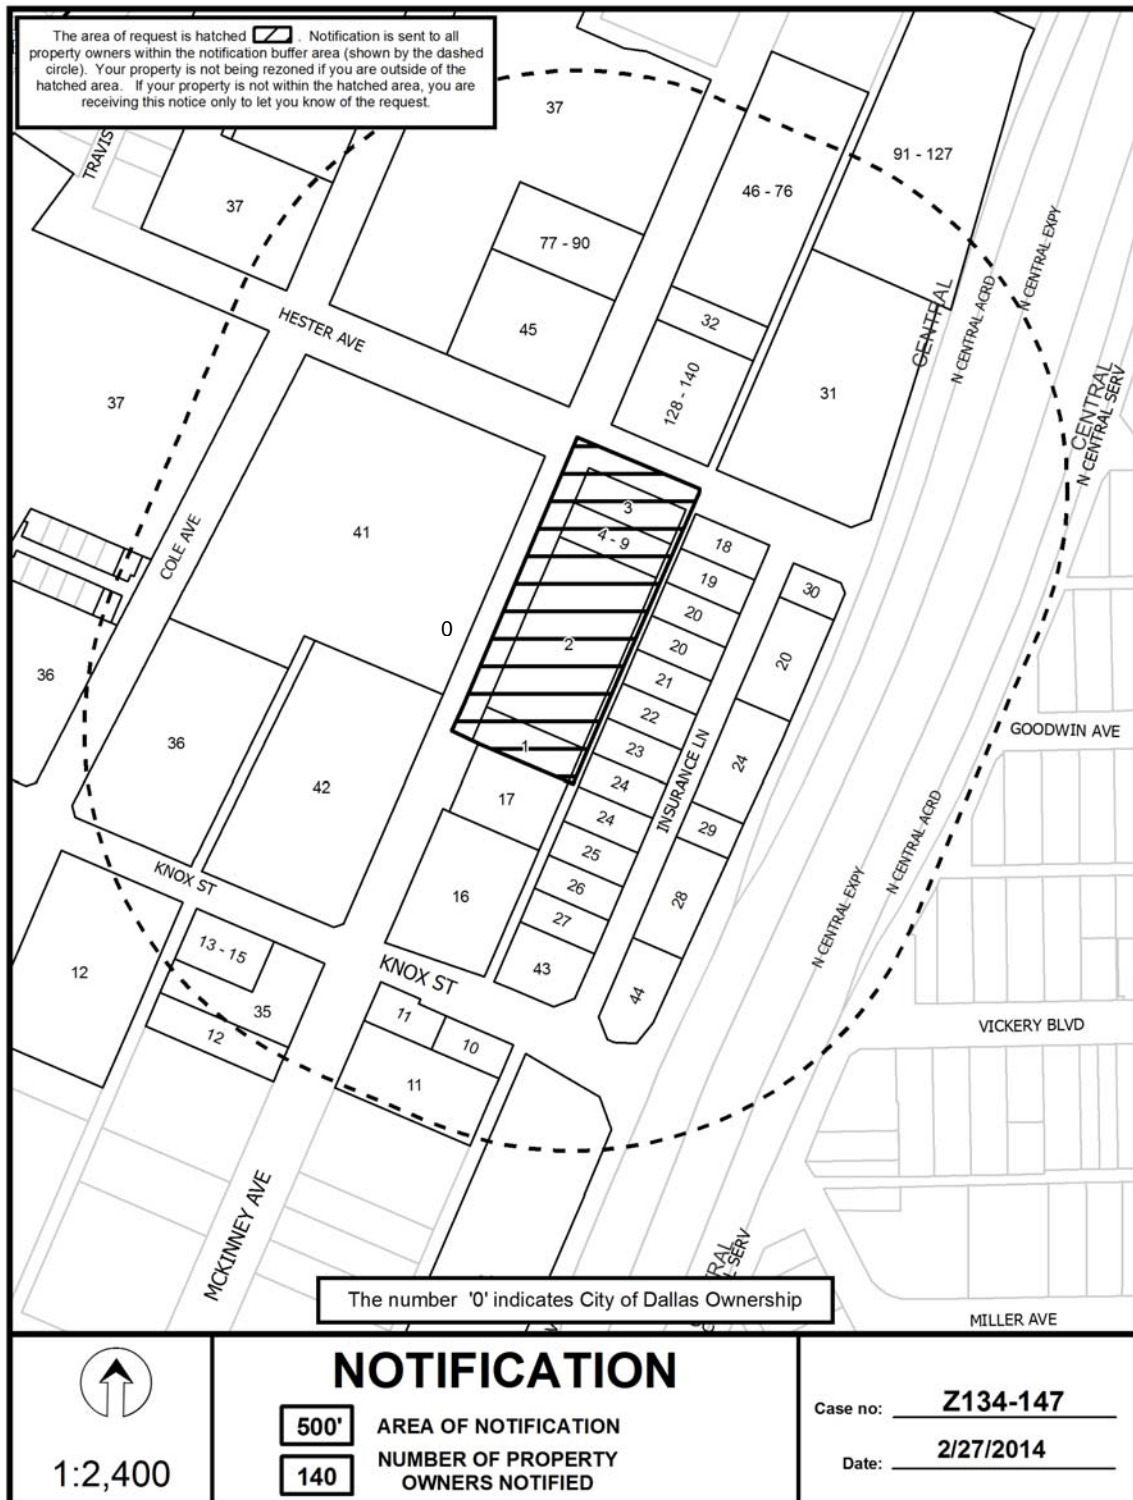 The area of request is hatched . Notification is sent to all
property owners within the notification buffer area (shown by the dashed
circle). Your property is not being rezoned if you are outside of the
hatched area. If your property is not within the hatched area, you are
receiving this notice only to let you know of the request.
37
91 - 127
TRAVIS
46 - 76
37
77 - 90
N CENTRAL EXPY
CENTRAL
N CENTRAL ACRD
HESTER AVE
45
32
128 - 140
31
37
CENTRAL
N CENTRAL SERV
3
4 - 9
41
18
COLE AVE
19
30
20
0
2
20
20
36
21
22
GOODWIN AVE
36
1
23
INSURANCE LN
24
42
17
24
24
29
25
N CENTRAL ACRD
KNOX ST
26
28
16
27
N CENTRAL EXPY
13 - 15
12
KNOX ST
43
44
35
11
12
10
VICKERY BLVD
11
MCKINNEY AVE
RAL
SERV
The number '0' indicates City of Dallas Ownership
MILLER AVE
1:2,400
NOTIFICATION
500' AREA OF NOTIFICATION
140 NUMBER OF PROPERTY
OWNERS NOTIFIED
Case no: Z134-147
Date: 2/27/2014